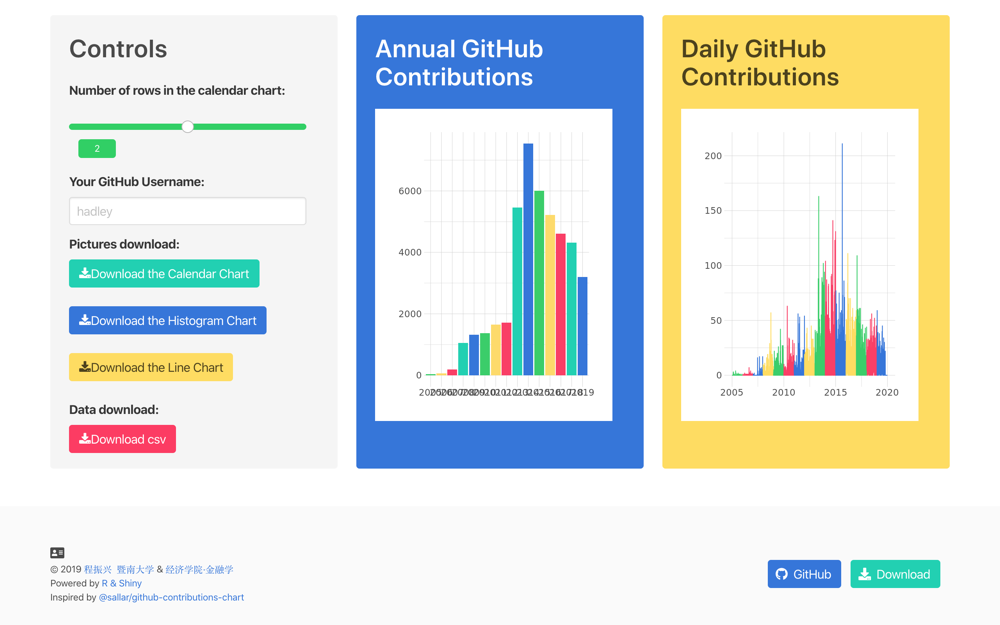 Controls
Number of rows in the calendar chart:
2
Your GitHub Username:
hadley
Pictures download:
Download the Calendar Chart
Download the Histogram Chart
Download the Line Chart
Data download:
Download csv
Annual GitHub
Contributions
6000
4000
2000
0
Daily GitHub
Contributions
200
150
100
50
0
2005 2010 2015 2020
© 2019 程振兴 暨南大学 & 经济学院·金融学
Powered by R & Shiny
Inspired by @sallar/github-contributions-chart
GitHub
Download